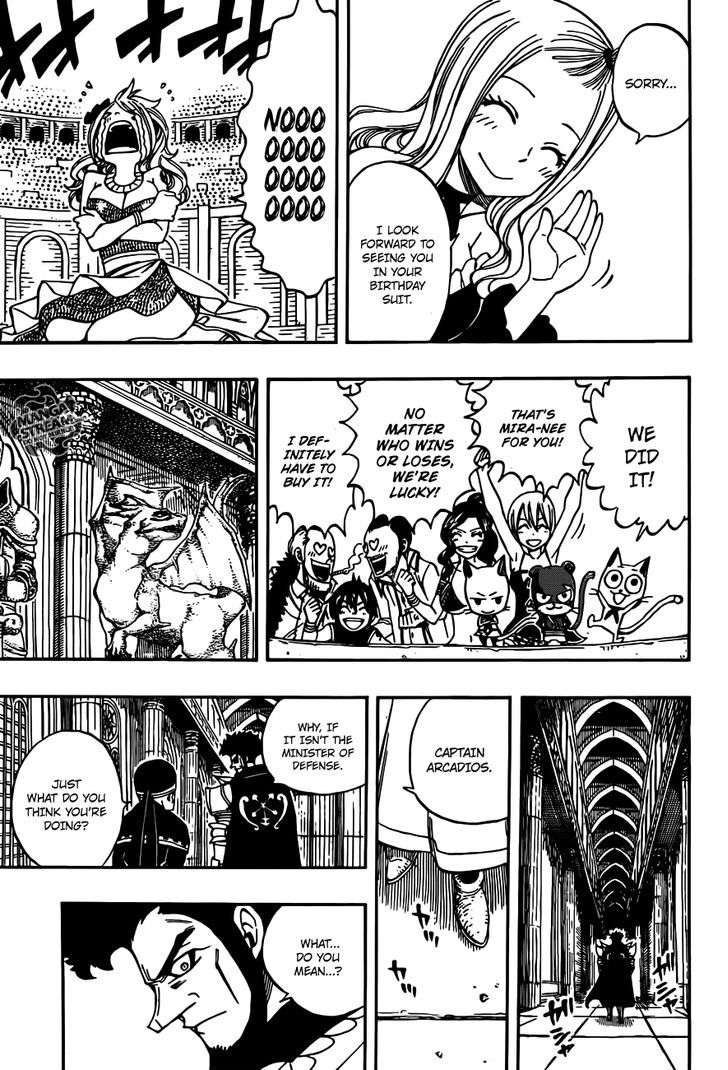 SORRY...
I LOOK
FORWARD TO
SEEING YOU
IN YOUR
BIRTHDAY
SUIT.
NOOO
OOOO
OOOO
OOOO
WE
DID
IT!
THAT'S
MIRA-NEE
FOR YOU!
NO
MATTER
WHO WINS
OR LOSES,
WE'RE
LUCKY!
I DEF-
INITELY
HAVE TO
BUY IT!
MANGA
STREAM
CAPTAIN
ARCADIOS.
WHY, IF
IT ISN'T THE
MINISTER OF
DEFENSE.
JUST
WHAT DO YOU
THINK YOU'RE
DOING?
WHAT...
DO YOU
MEAN...?